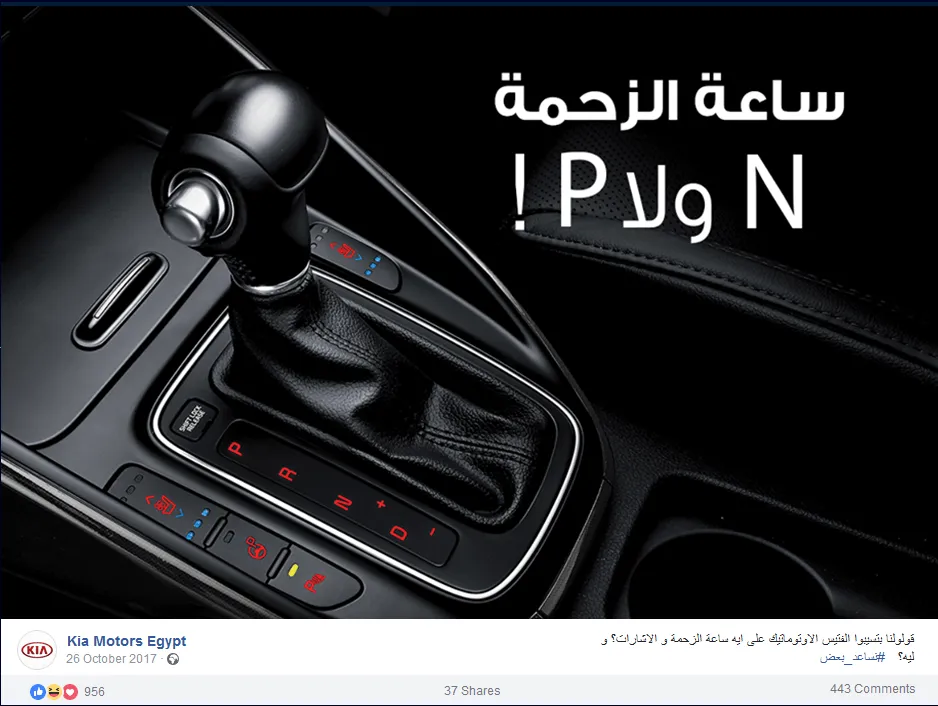 ساعة الزحمة
N ولا P !
SHIFT LOCK
RELEASE
P
R
N
+
D
-
P
KIA
Kia Motors Egypt
26 October 2017 ·
قولولنا بتسيبوا الفتيس الاوتوماتيك على ايه ساعة الزحمة و الاشارات؟ و
ليه؟ #نساعد_بعض
956
37 Shares
443 Comments